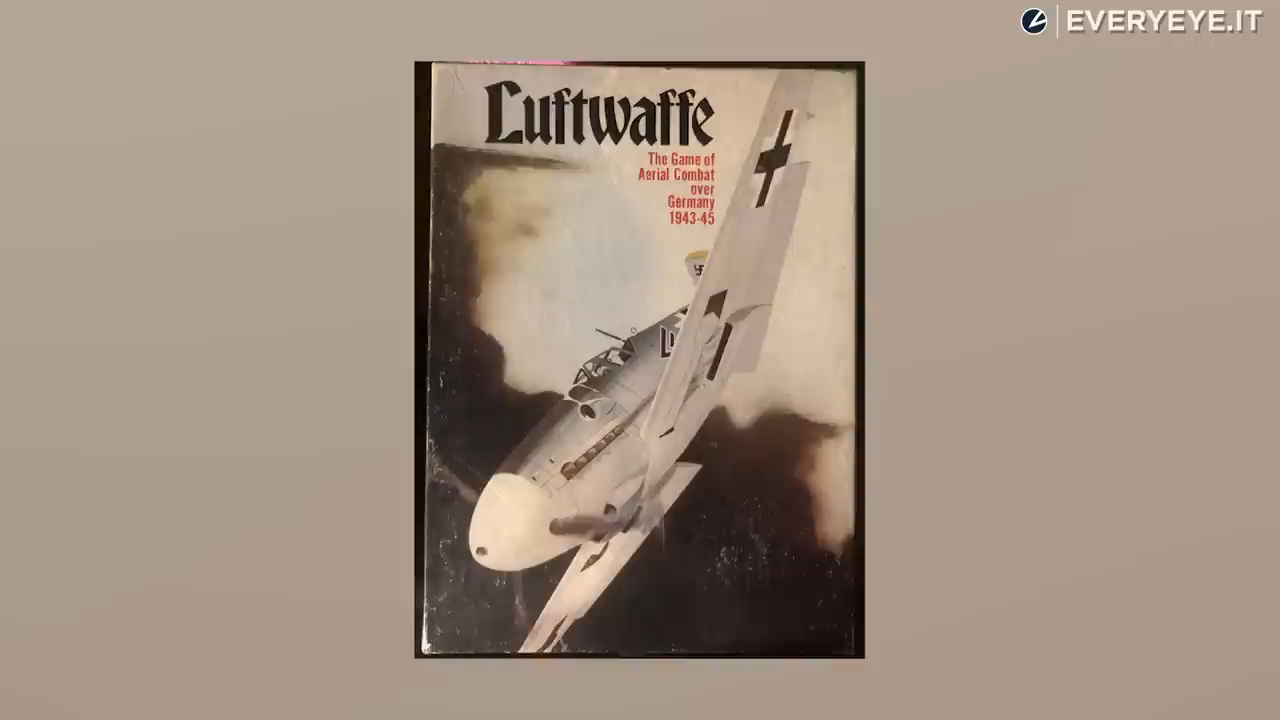 EVERYEYE.IT
Luftwaffe
The Game of
Aerial Combat
over
Germany
1943-45